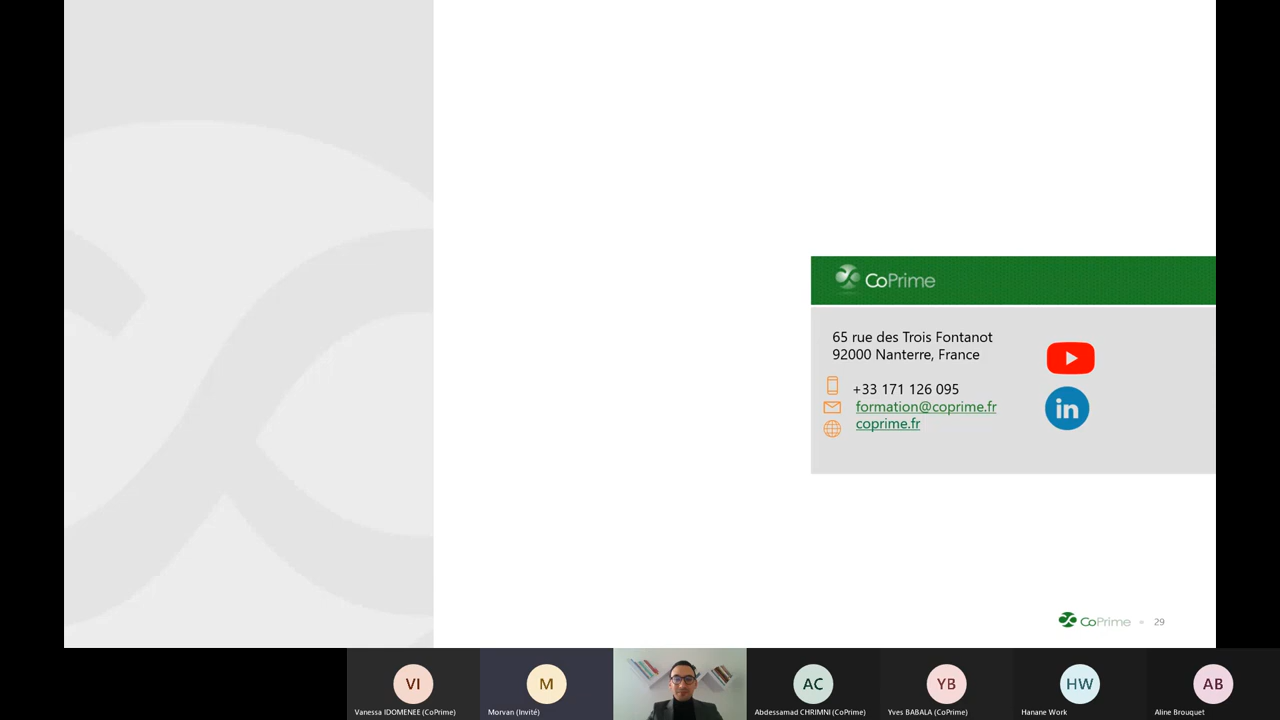 CoPrime
65 rue des Trois Fontanot
92000 Nanterre, France
+33 171 126 095
formation@coprime.fr
coprime.fr
in
CoPrime 29
VI M AC YB HW AB
Vanessa IDOMENEE (CoPrime) Morvan (Invité) Abdessamad CHRIMNI (CoPrime) Yves BABALA (CoPrime) Hanane Work Aline Brouquet